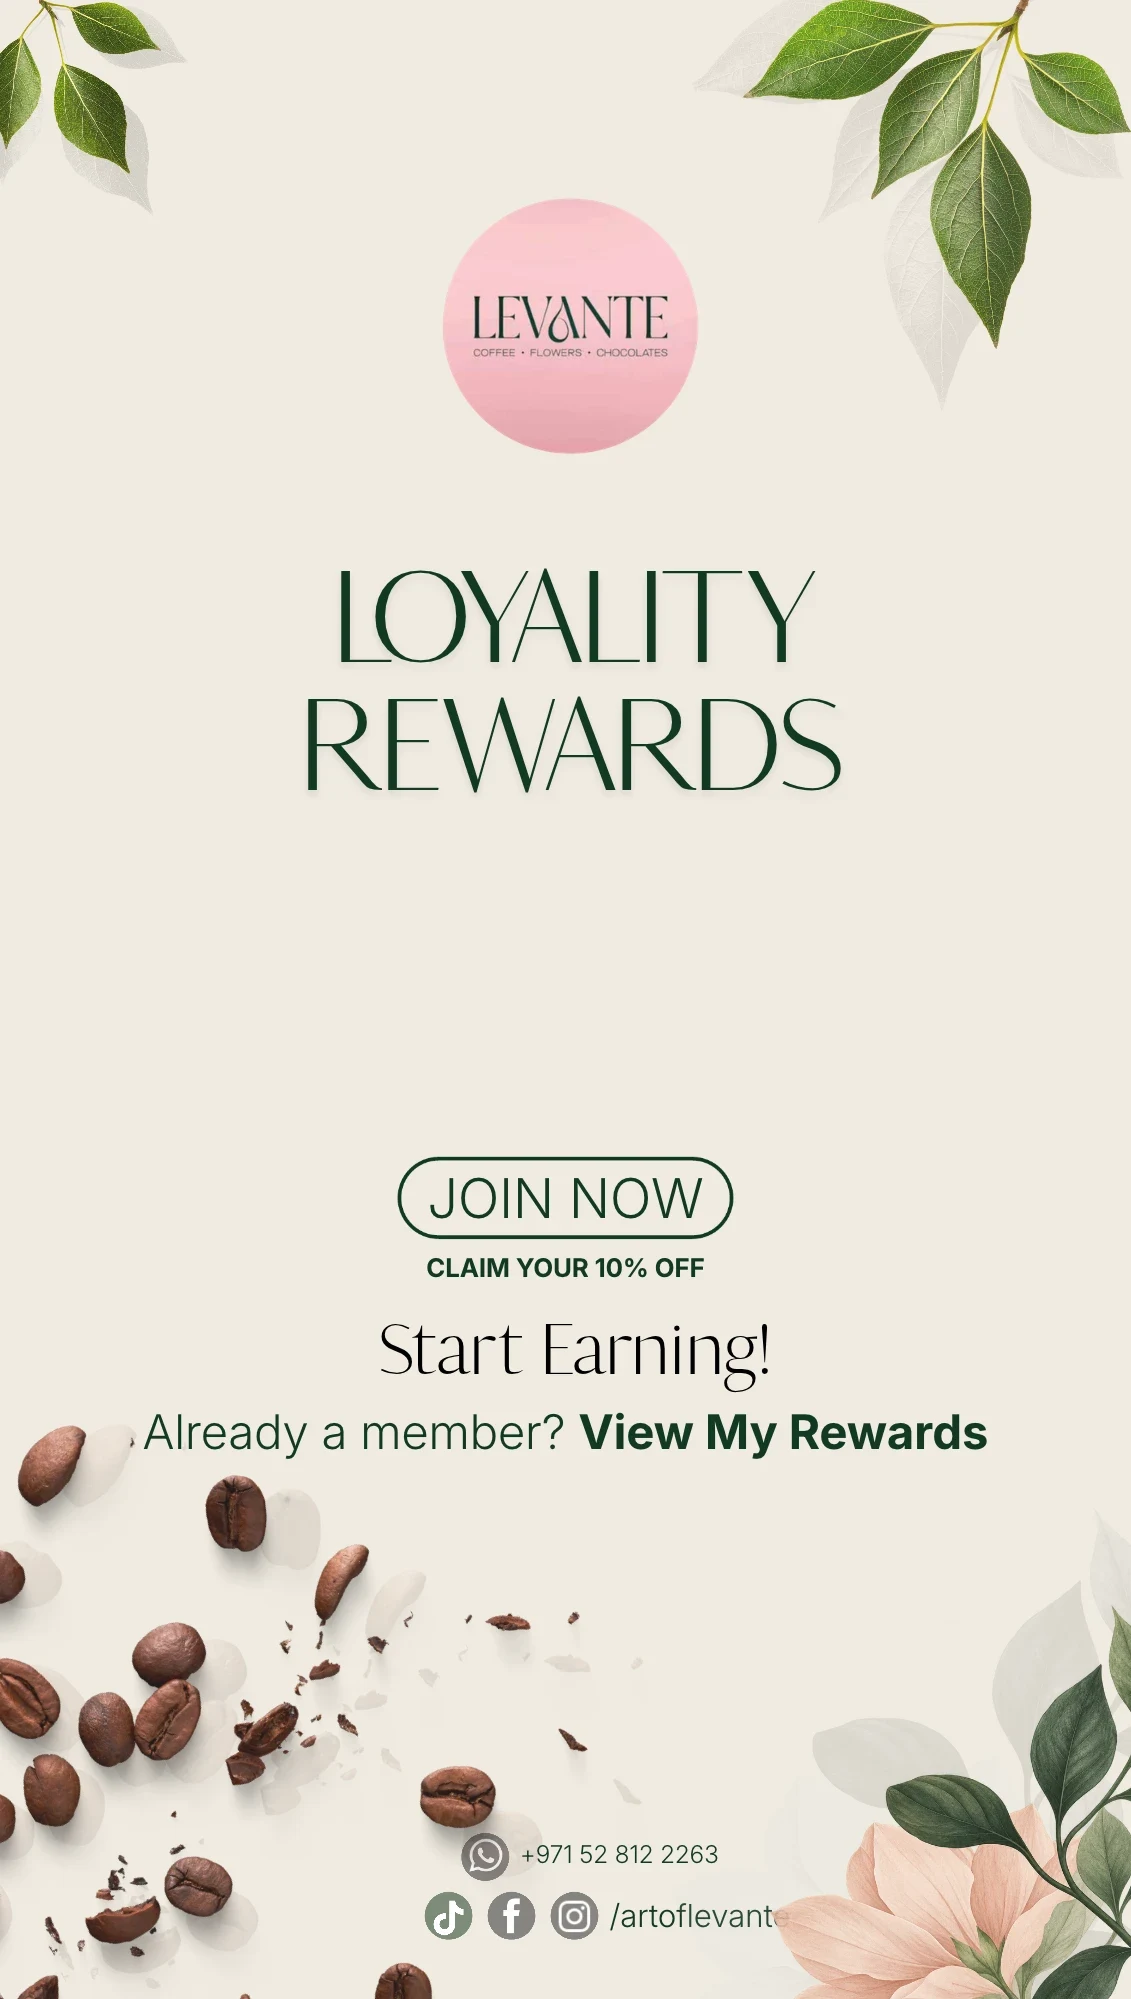 LEVANTE
COFFEE • FLOWERS • CHOCOLATES
LOYALITY
REWARDS
JOIN NOW
CLAIM YOUR 10% OFF
Start Earning!
Already a member? View My Rewards
+971 52 812 2263
/artoflevante